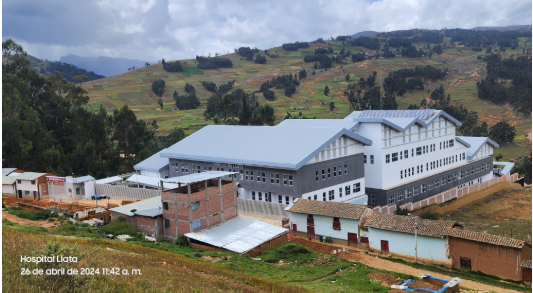 Hospital Llata
26 de abril de 2024 11:42 a. m.